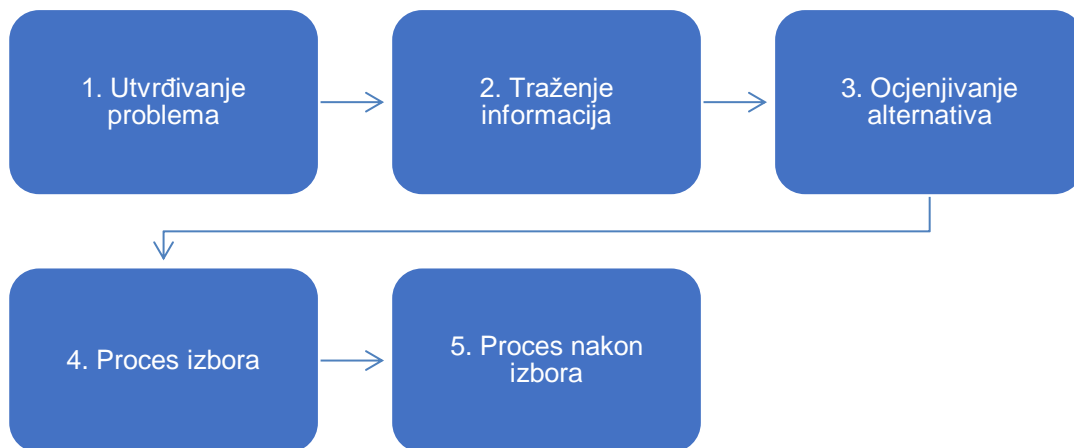 1. Utvrđivanje
problema
2. Traženje
informacija
3. Ocjenjivanje
alternativa
4. Proces izbora
5. Proces nakon
izbora